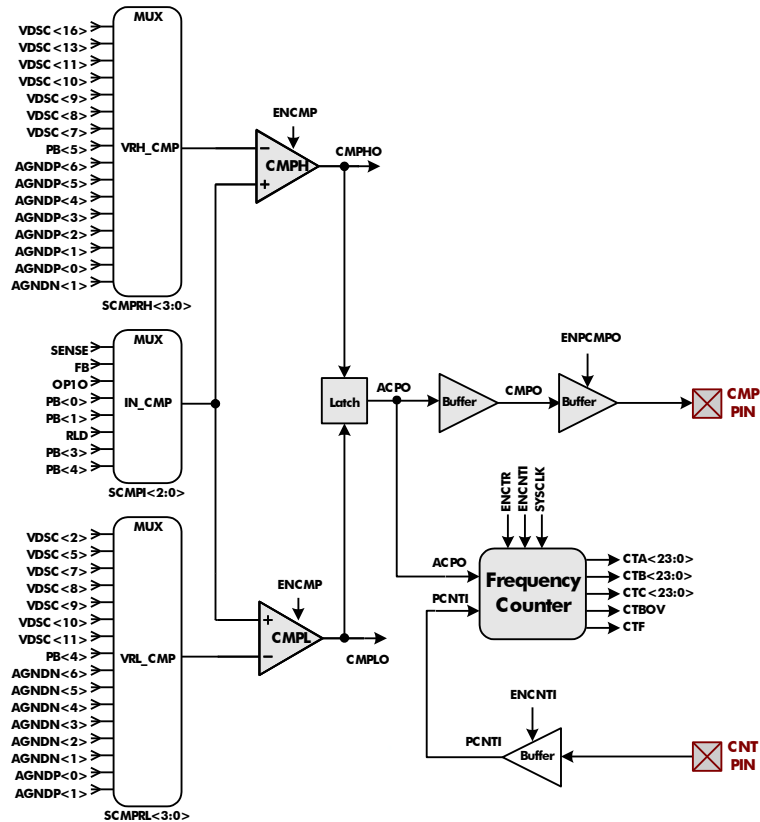 MUX
VDSC<16>
VDSC<13>
VDSC<11>
VDSC<10>
VDSC<9>
VDSC<8>
VDSC<7>
PB<5>
AGNDP<6>
AGNDP<5>
AGNDP<4>
AGNDP<3>
AGNDP<2>
AGNDP<1>
AGNDP<0>
AGNDN<1>
VRH_CMP
SCMPRH<3:0>
ENCMP
CMPH
CMPHO
MUX
SENSE
FB
OP1O
PB<0>
PB<1>
RLD
PB<3>
PB<4>
IN_CMP
SCMPI<2:0>
Latch
ACPO
Buffer
CMPO
ENPCMPO
Buffer
CMP
PIN
MUX
VDSC<2>
VDSC<5>
VDSC<7>
VDSC<8>
VDSC<9>
VDSC<10>
VDSC<11>
PB<4>
AGNDN<6>
AGNDN<5>
AGNDN<4>
AGNDN<3>
AGNDN<2>
AGNDN<1>
AGNDP<0>
AGNDP<1>
VRL_CMP
SCMPRL<3:0>
ENCMP
CMPL
CMPLO
ENCTR
ENCNTI
SYSCLK
ACPO
PCNTI
Frequency
Counter
CTA<23:0>
CTB<23:0>
CTC<23:0>
CTBOV
CTF
ENCNTI
PCNTI
Buffer
CNT
PIN